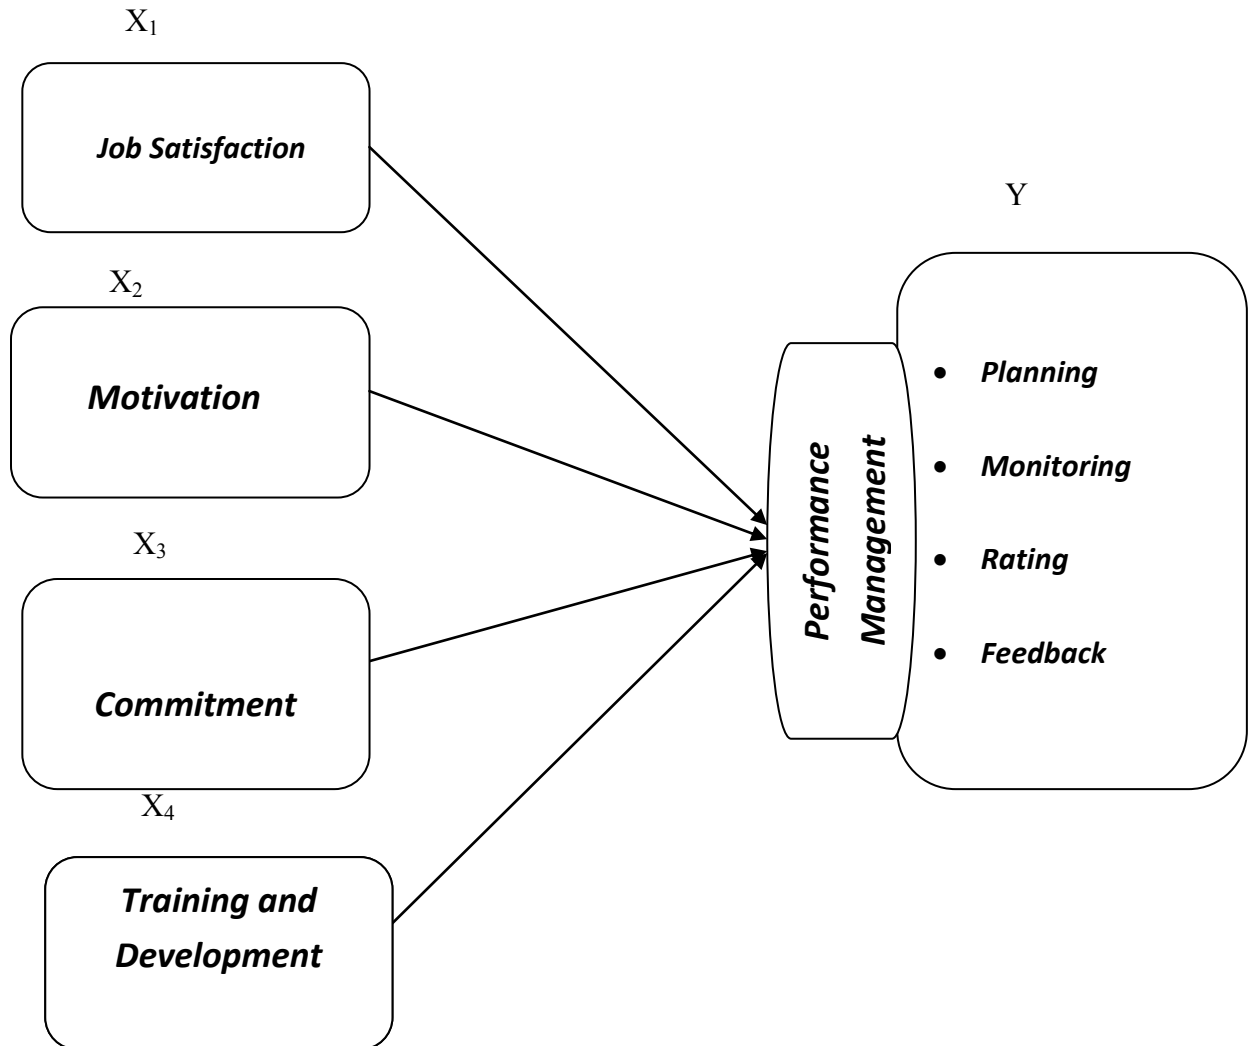 X₁
Job Satisfaction
X₂
Motivation
X₃
Commitment
X₄
Training and
Development
Performance
Management
Y
• Planning
• Monitoring
• Rating
• Feedback